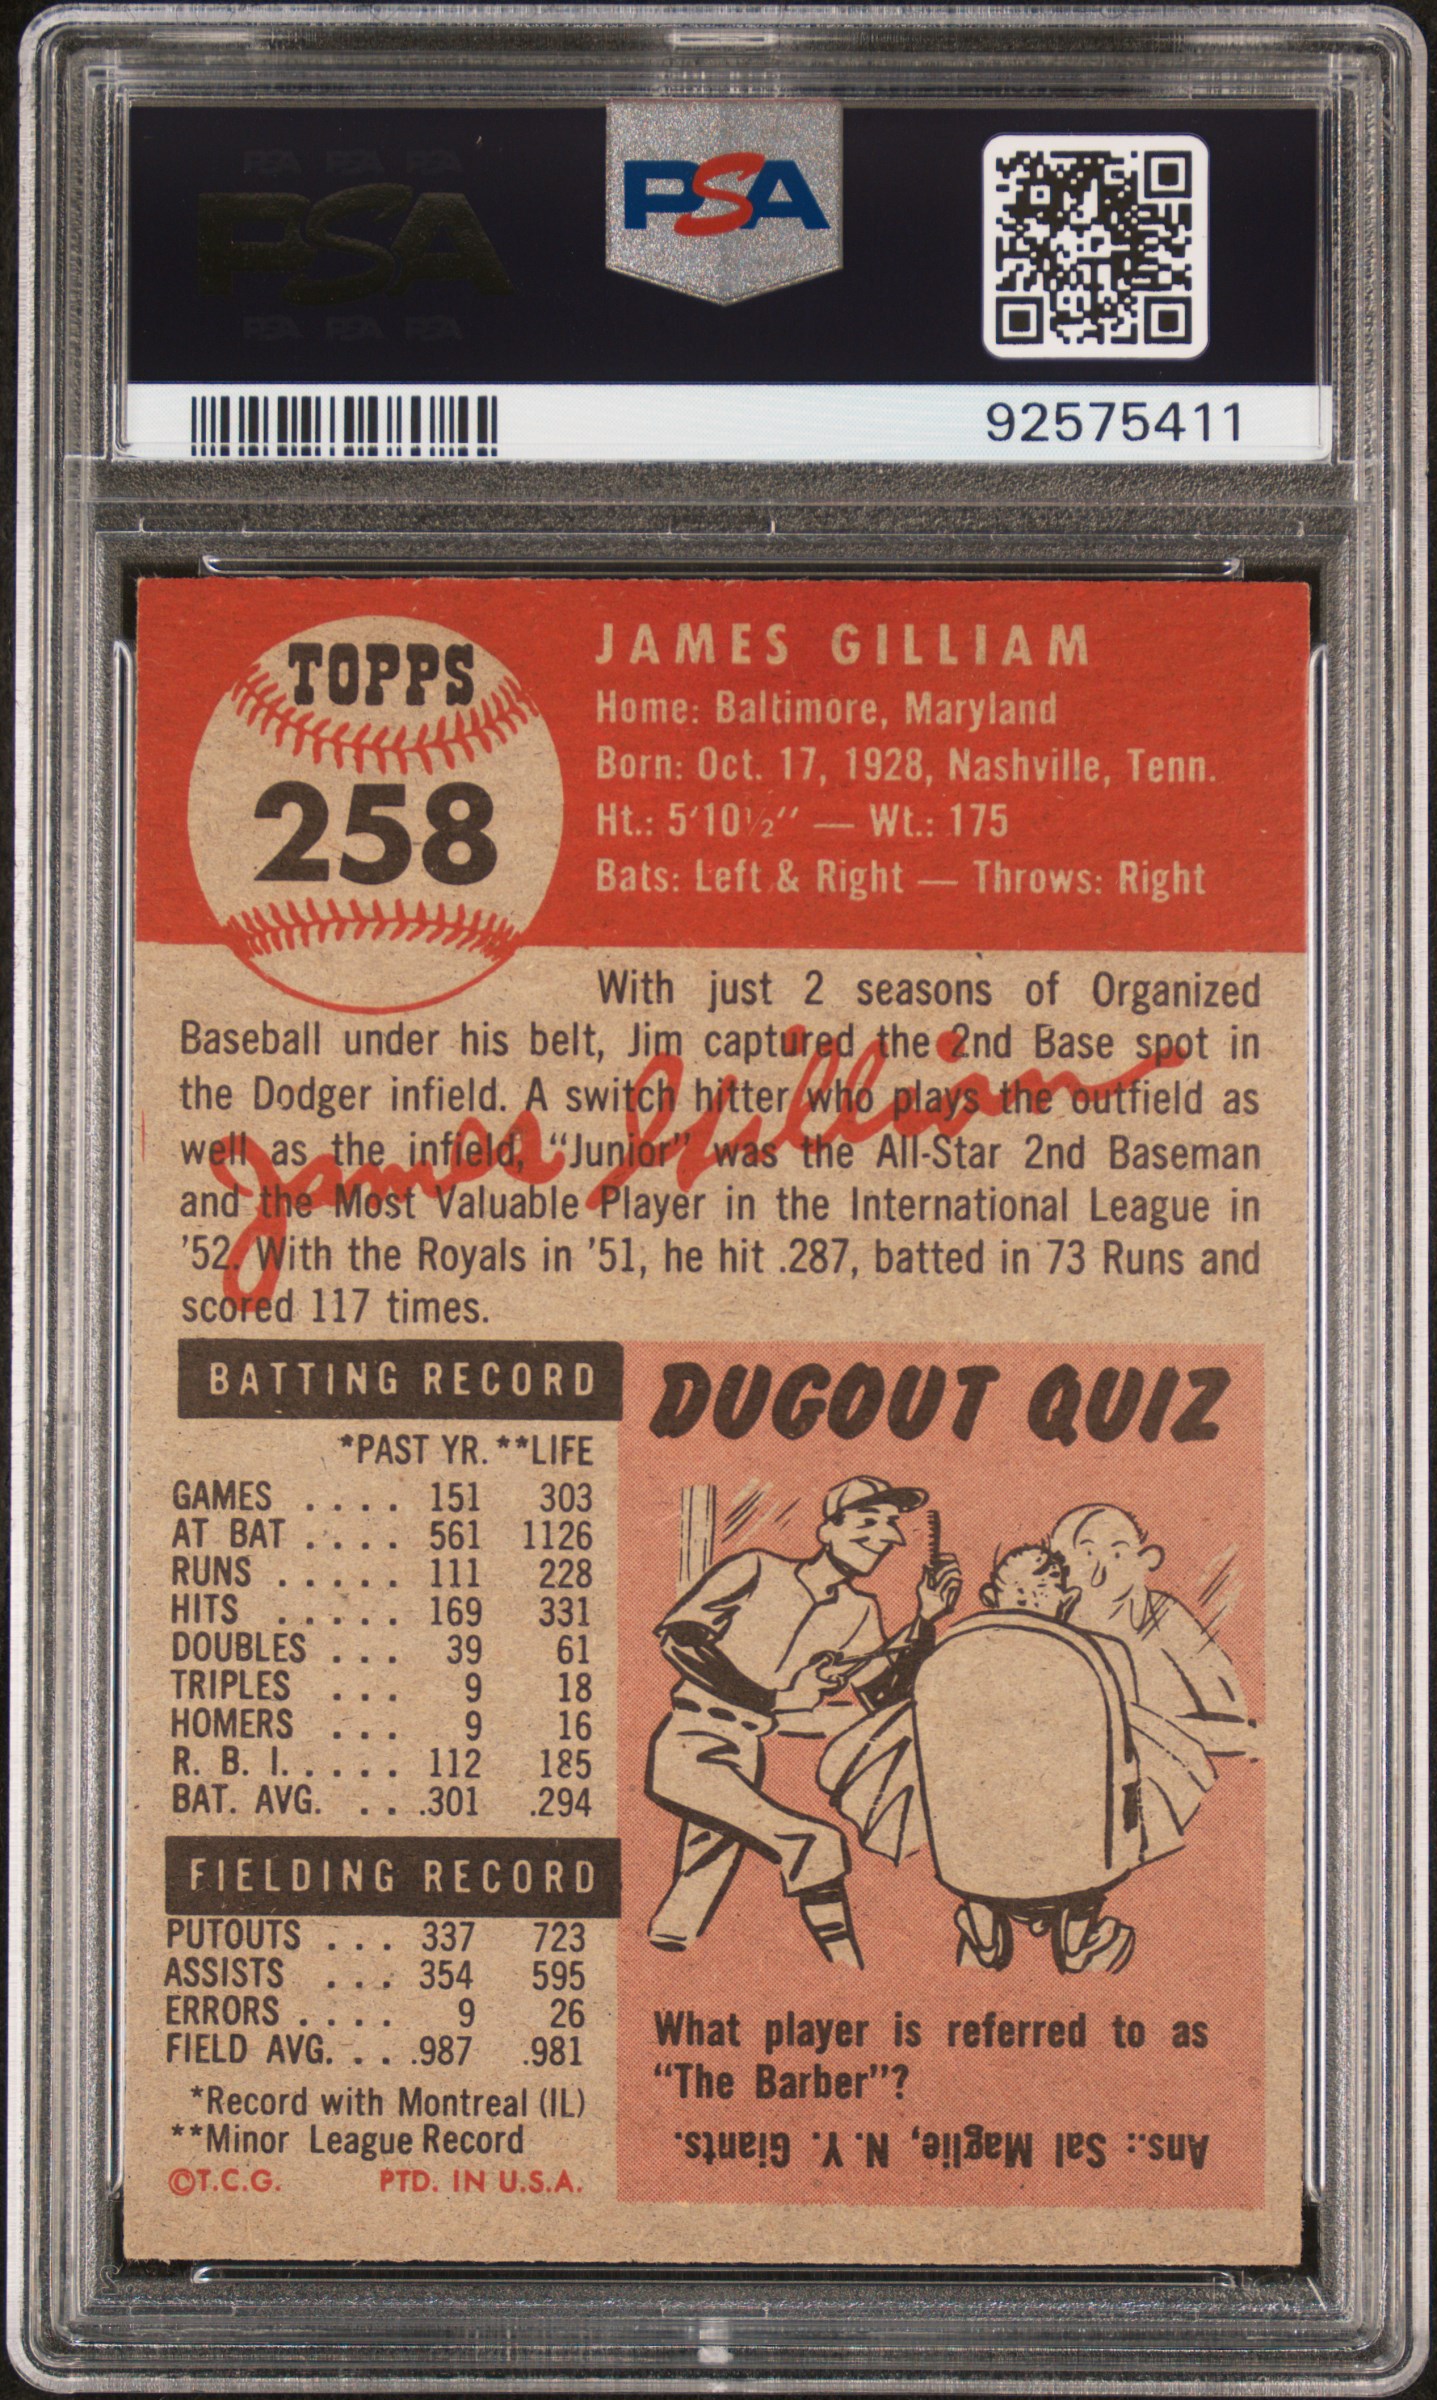 PSA PSA PSA
PSA
PSA PSA PSA
PSA
92575411
TOPPS
258
JAMES GILLIAM
Home: Baltimore, Maryland
Born: Oct. 17, 1928, Nashville, Tenn.
Ht.: 5'10½" — Wt.: 175
Bats: Left & Right — Throws: Right
With just 2 seasons of Organized
Baseball under his belt, Jim captured the 2nd Base spot in
the Dodger infield. A switch hitter who plays the outfield as
well as the infield, "Junior" was the All-Star 2nd Baseman
and the Most Valuable Player in the International League in
'52. With the Royals in '51, he hit .287, batted in 73 Runs and
scored 117 times.
James Gilliam
BATTING RECORD
*PAST YR. **LIFE
GAMES . . . . 151 303
AT BAT . . . . 561 1126
RUNS . . . . . 111 228
HITS . . . . . 169 331
DOUBLES . . . 39 61
TRIPLES . . . 9 18
HOMERS . . . 9 16
R. B. I. . . . . 112 185
BAT. AVG. . . . .301 .294
FIELDING RECORD
PUTOUTS . . . 337 723
ASSISTS . . . 354 595
ERRORS . . . . 9 26
FIELD AVG. . . . .987 .981
*Record with Montreal (IL)
**Minor League Record
©T.C.G. PTD. IN U.S.A.
DUGOUT QUIZ
What player is referred to as
"The Barber"?
Ans.: Sal Maglie, N. Y. Giants.